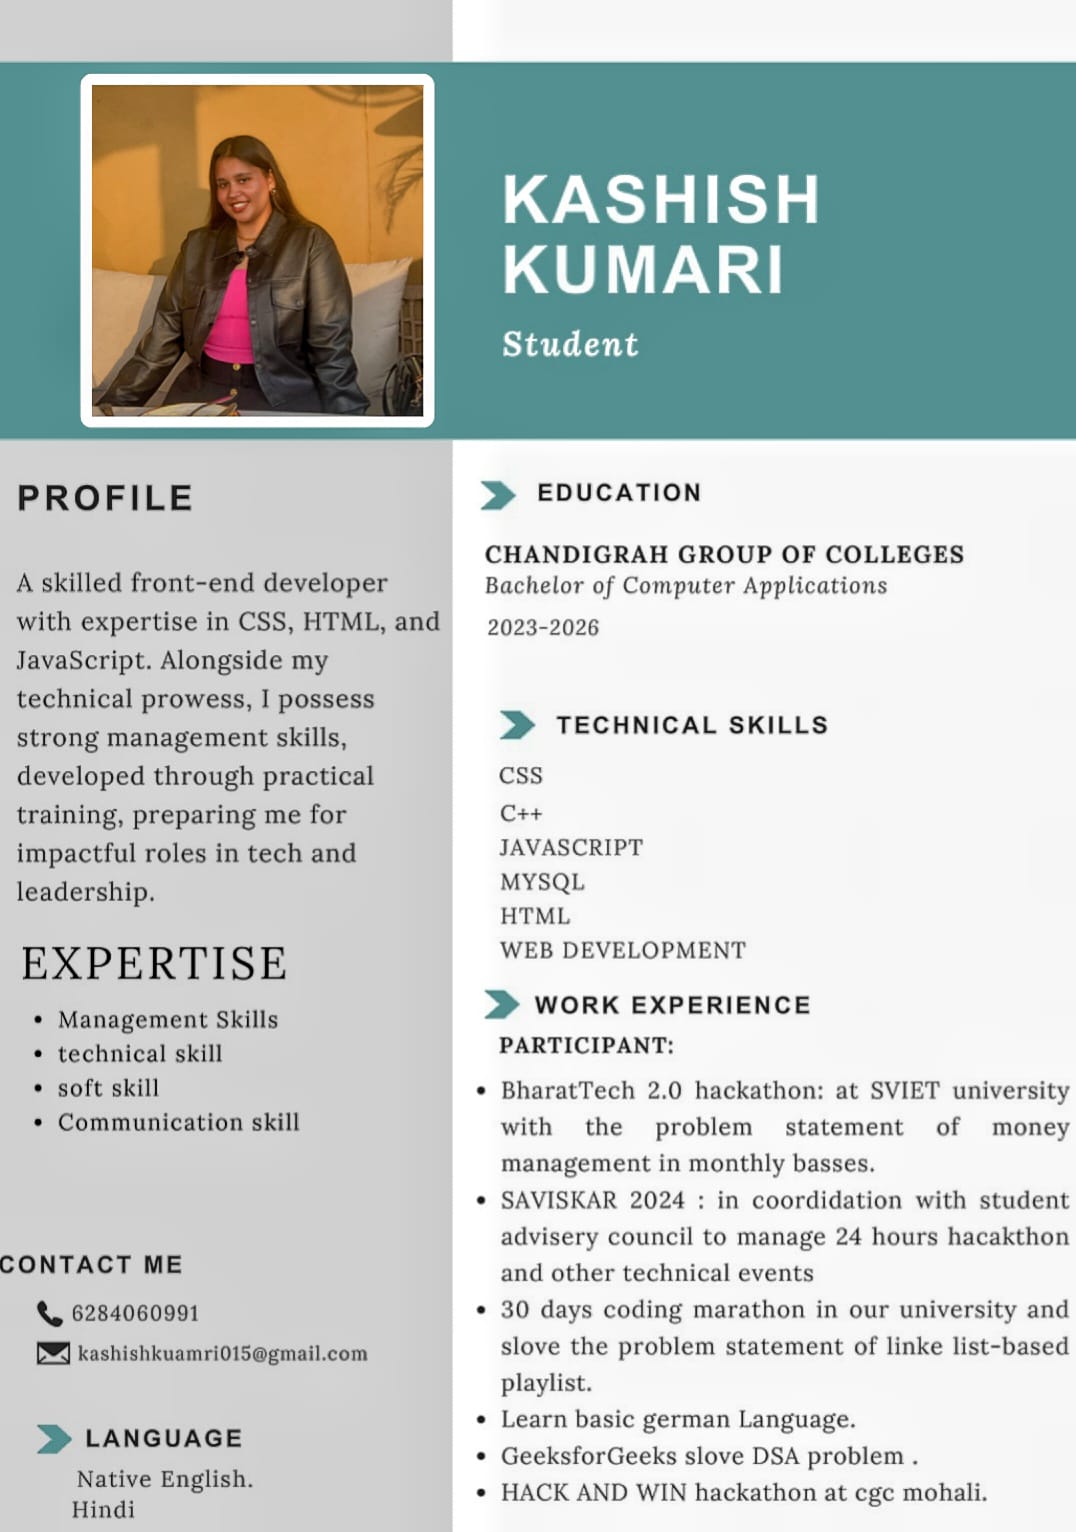 KASHISH
KUMARI
Student
PROFILE
A skilled front-end developer
with expertise in CSS, HTML, and
JavaScript. Alongside my
technical prowess, I possess
strong management skills,
developed through practical
training, preparing me for
impactful roles in tech and
leadership.
EXPERTISE
• Management Skills
• technical skill
• soft skill
• Communication skill
CONTACT ME
6284060991
kashishkuamri015@gmail.com
LANGUAGE
Native English.
Hindi
EDUCATION
CHANDIGRAH GROUP OF COLLEGES
Bachelor of Computer Applications
2023-2026
TECHNICAL SKILLS
CSS
C++
JAVASCRIPT
MYSQL
HTML
WEB DEVELOPMENT
WORK EXPERIENCE
PARTICIPANT:
• BharatTech 2.0 hackathon: at SVIET university
with the problem statement of money
management in monthly basses.
• SAVISKAR 2024 : in coordidation with student
advisery council to manage 24 hours hacakthon
and other technical events
• 30 days coding marathon in our university and
slove the problem statement of linke list-based
playlist.
• Learn basic german Language.
• GeeksforGeeks slove DSA problem .
• HACK AND WIN hackathon at cgc mohali.